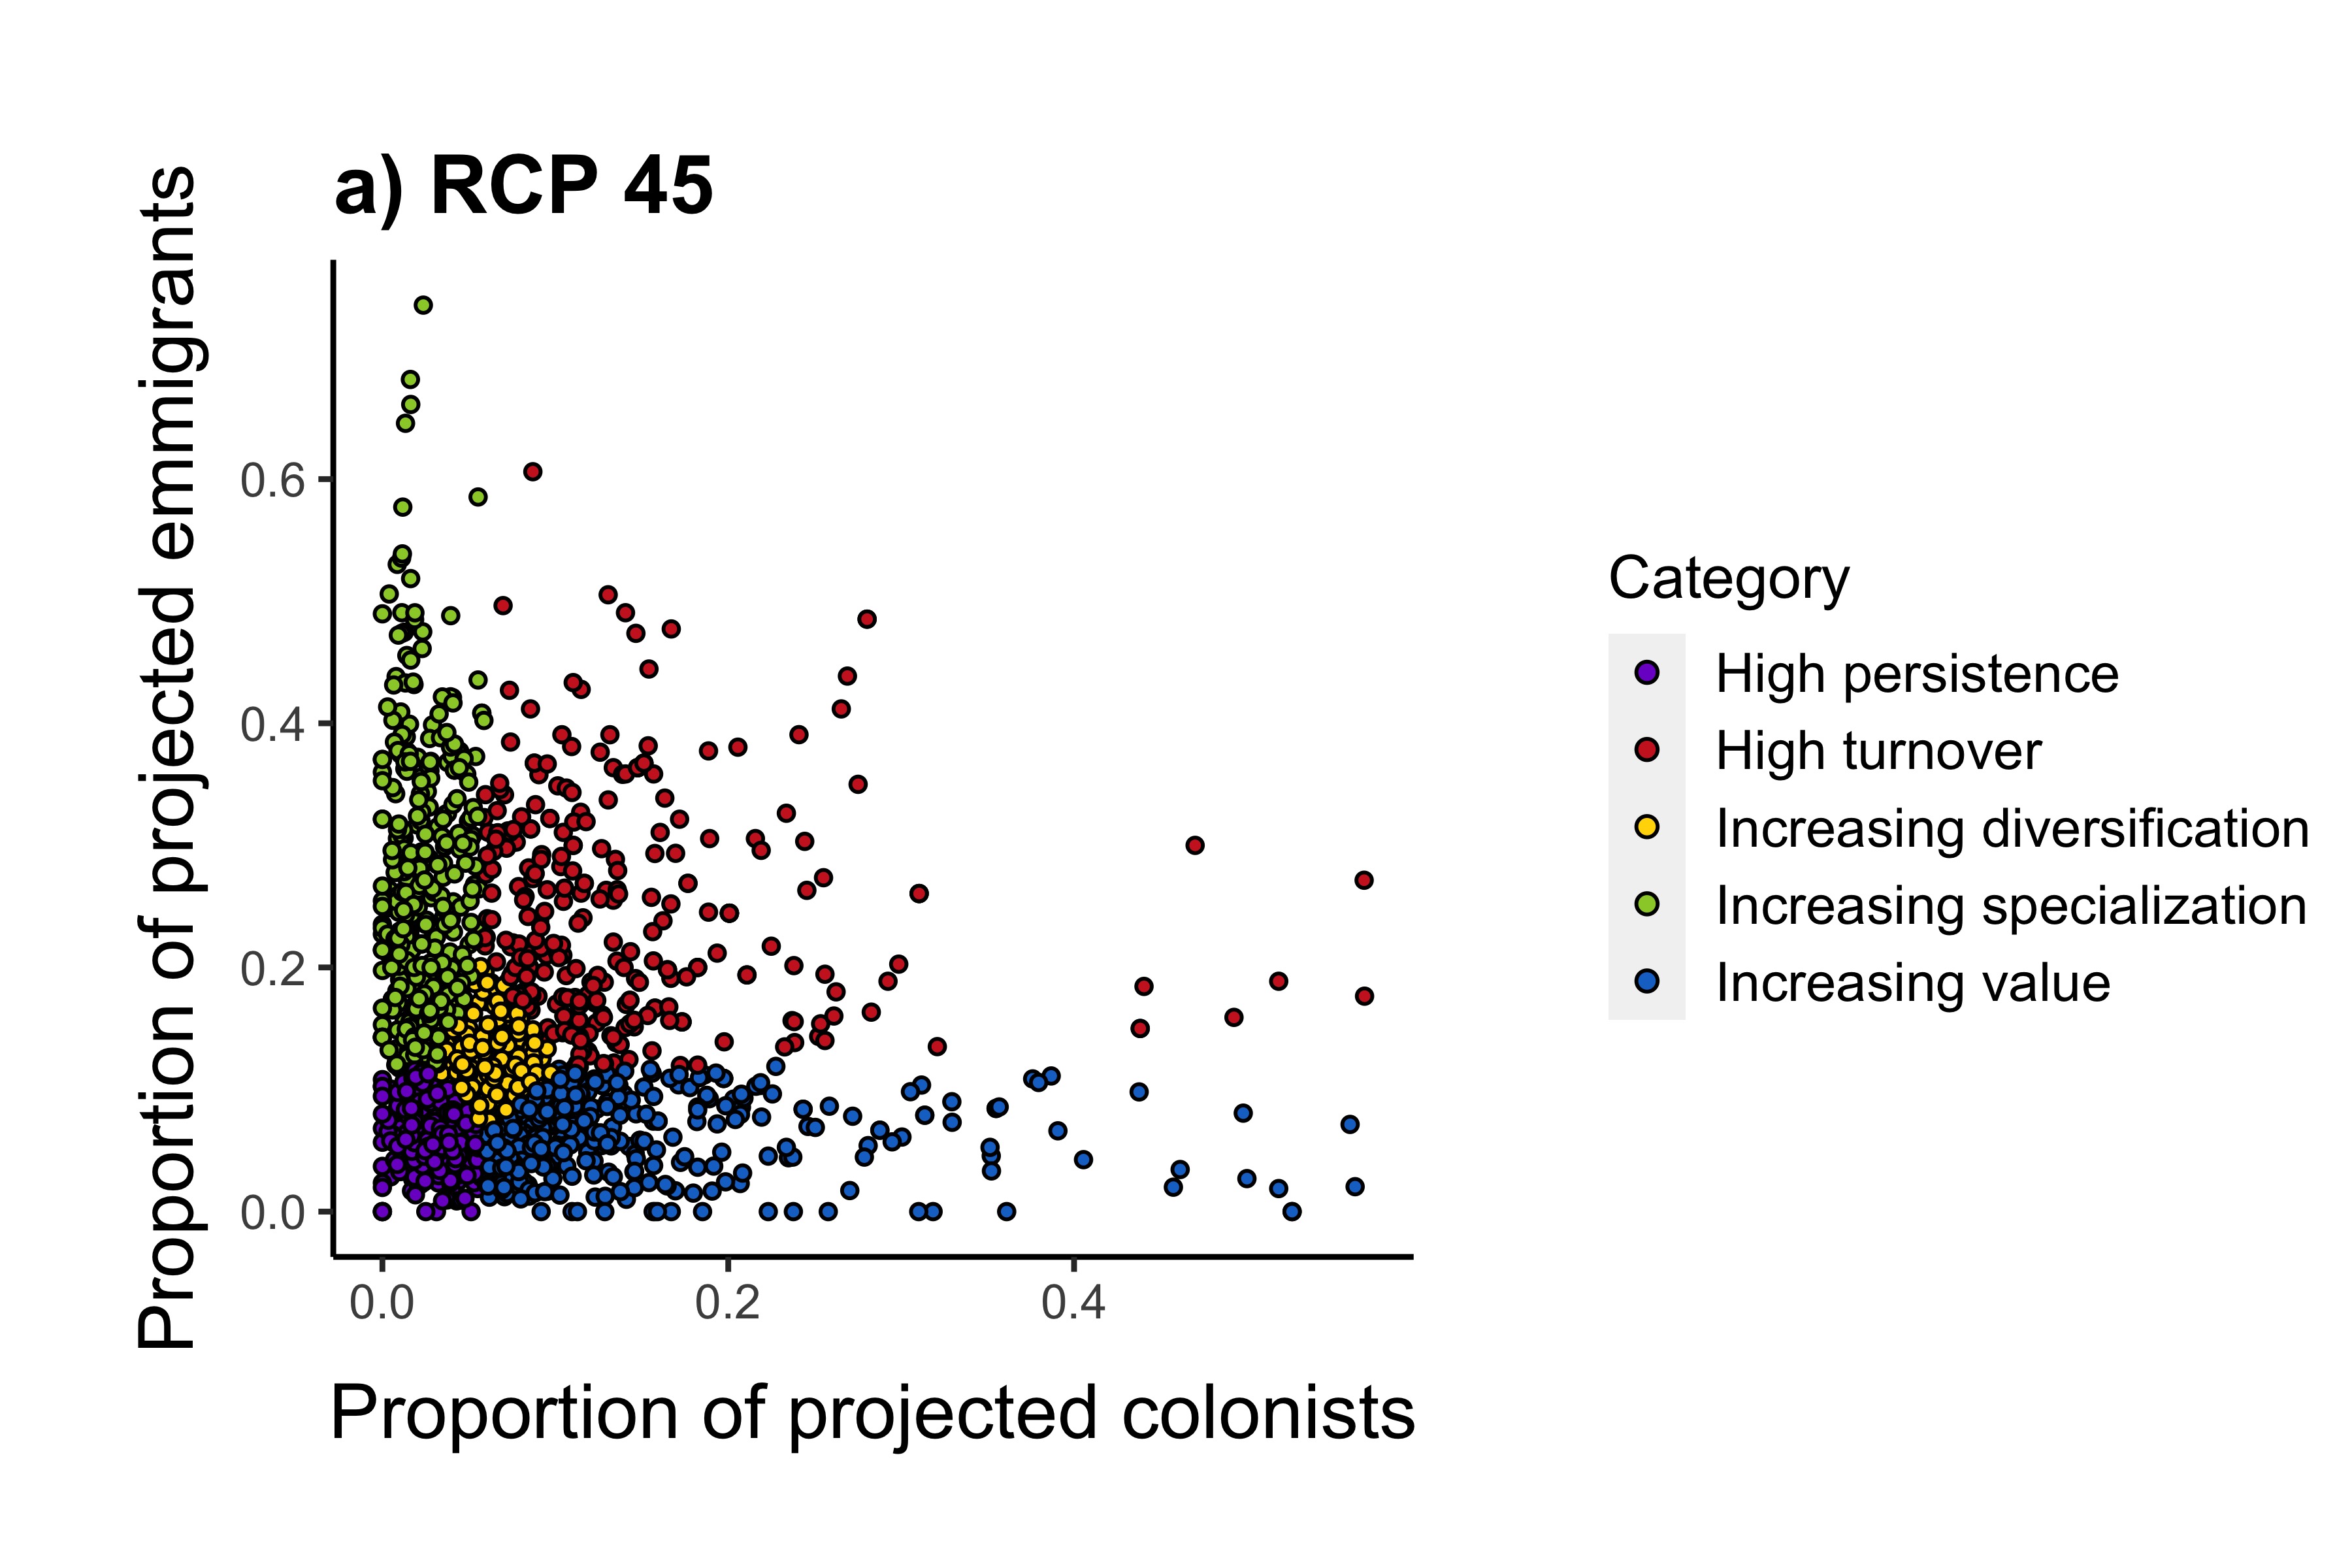 a) RCP 45
Proportion of projected emmigrants
0.6
0.4
0.2
0.0
0.0 0.2 0.4
Proportion of projected colonists
Category
High persistence
High turnover
Increasing diversification
Increasing specialization
Increasing value